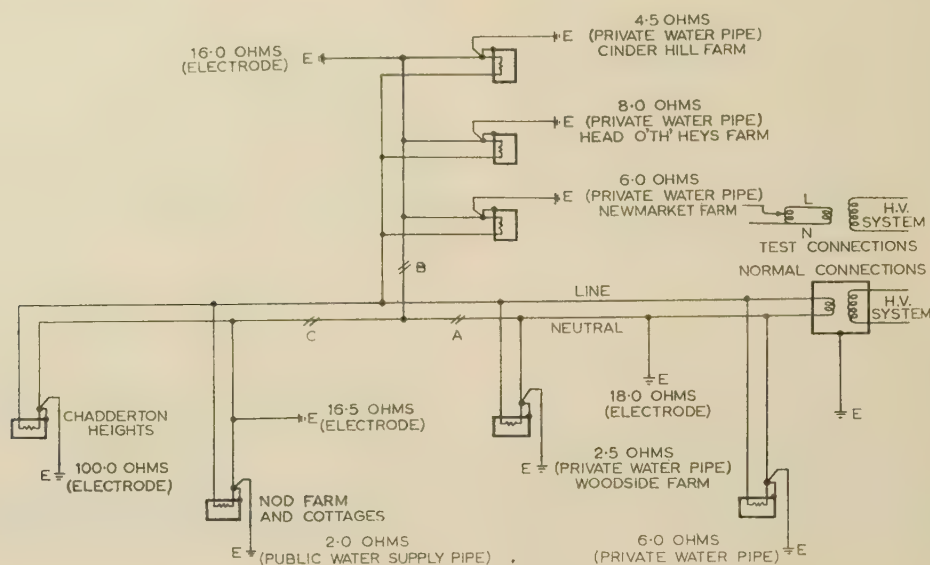 16·0 OHMS
(ELECTRODE)
E
E
4·5 OHMS
(PRIVATE WATER PIPE)
CINDER HILL FARM
E
8·0 OHMS
(PRIVATE WATER PIPE)
HEAD O'TH' HEYS FARM
E
6·0 OHMS
(PRIVATE WATER PIPE)
NEWMARKET FARM
L
N
H.V.
SYSTEM
TEST CONNECTIONS
NORMAL CONNECTIONS
B
LINE
H.V.
SYSTEM
C
A
NEUTRAL
E
18·0 OHMS
(ELECTRODE)
E
CHADDERTON
HEIGHTS
E
16·5 OHMS
(ELECTRODE)
E
100·0 OHMS
(ELECTRODE)
E
2·5 OHMS
(PRIVATE WATER PIPE)
WOODSIDE FARM
NOD FARM
AND COTTAGES
E
2·0 OHMS
(PUBLIC WATER SUPPLY PIPE)
6·0 OHMS
(PRIVATE WATER PIPE)
E